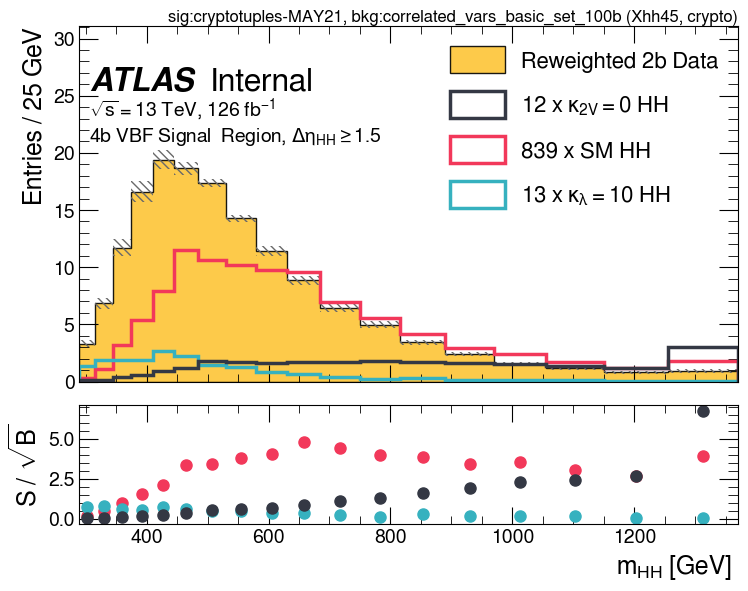 sig:cryptotuples-MAY21, bkg:correlated_vars_basic_set_100b (Xhh45, crypto)
Entries / 25 GeV
30
25
20
15
10
5
0
ATLAS Internal
√s = 13 TeV, 126 fb⁻¹
4b VBF Signal Region, Δη_HH ≥ 1.5
Reweighted 2b Data
12 x κ_2V = 0 HH
839 x SM HH
13 x κ_λ = 10 HH
S / √B
5.0
2.5
0.0
400 600 800 1000 1200
m_HH [GeV]